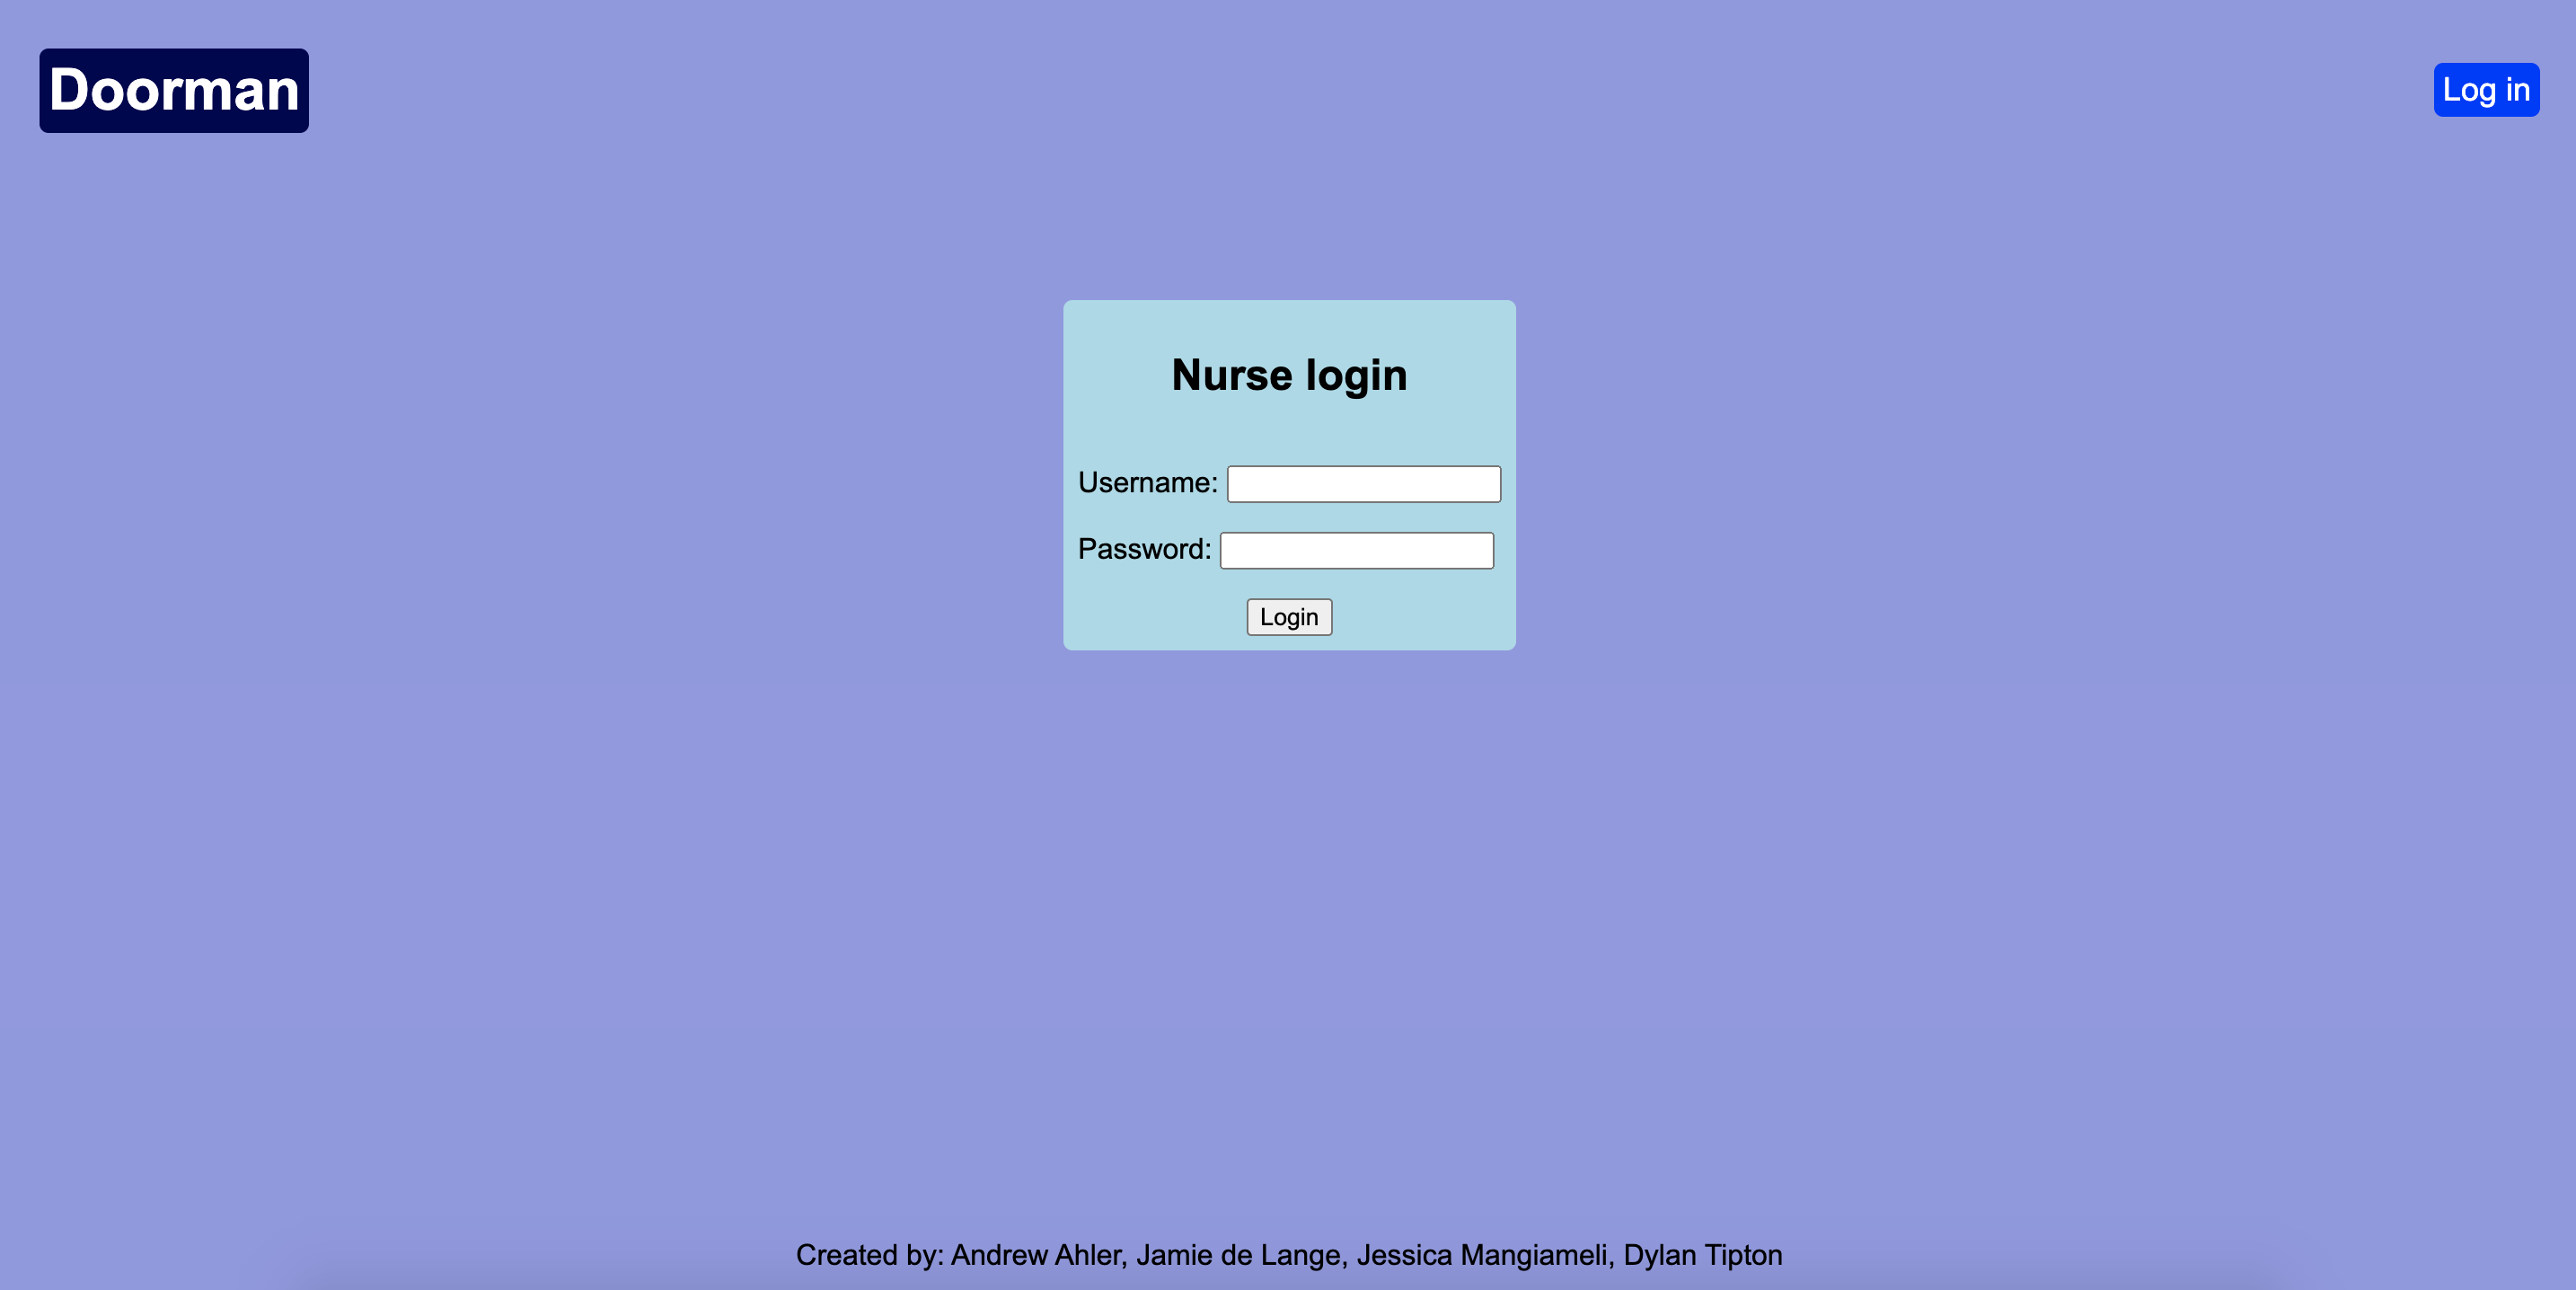 Doorman
Log in
Nurse login
Username:
Password:
Login
Created by: Andrew Ahler, Jamie de Lange, Jessica Mangiameli, Dylan Tipton